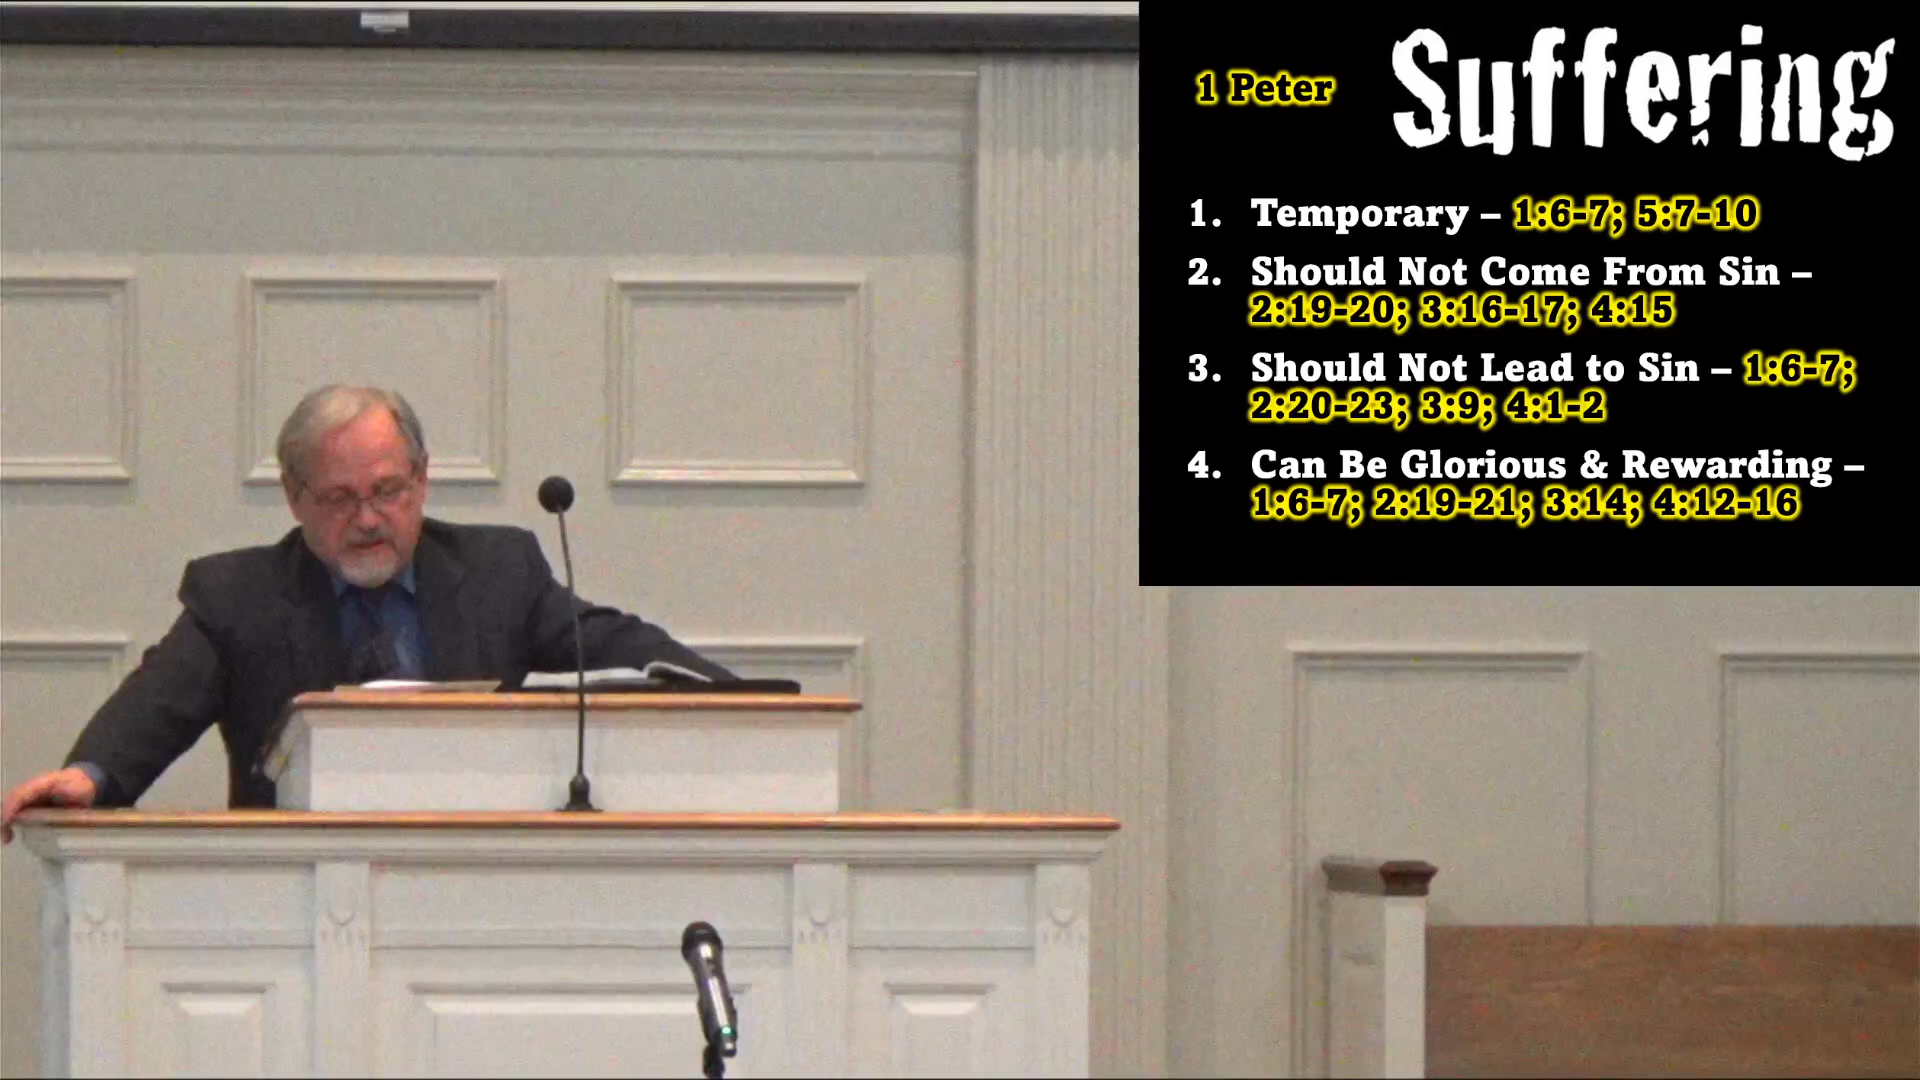 1 Peter
Suffering
1. Temporary – 1:6-7; 5:7-10
2. Should Not Come From Sin –
2:19-20; 3:16-17; 4:15
3. Should Not Lead to Sin – 1:6-7;
2:20-23; 3:9; 4:1-2
4. Can Be Glorious & Rewarding –
1:6-7; 2:19-21; 3:14; 4:12-16